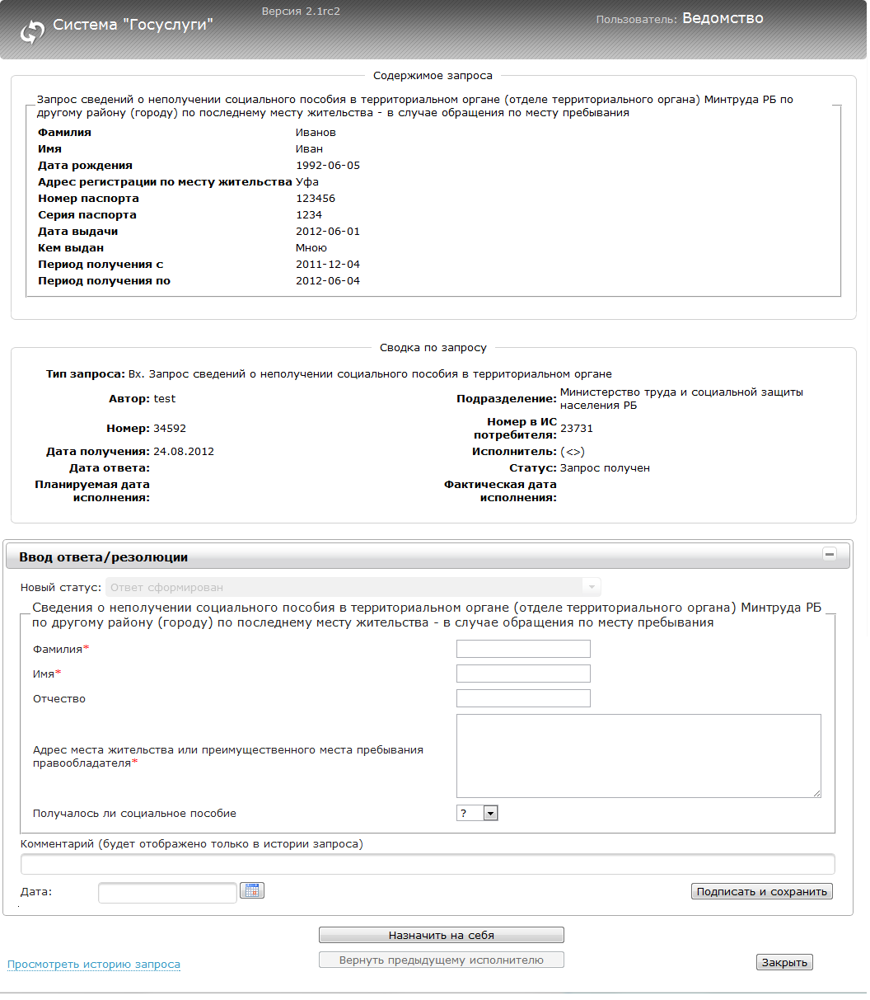 Версия 2.1rc2
Система "Госуслуги"
Пользователь: Ведомство
Содержимое запроса
Запрос сведений о неполучении социального пособия в территориальном органе (отделе территориального органа) Минтруда РБ по
другому району (городу) по последнему месту жительства - в случае обращения по месту пребывания
Фамилия Иванов
Имя Иван
Дата рождения 1992-06-05
Адрес регистрации по месту жительства Уфа
Номер паспорта 123456
Серия паспорта 1234
Дата выдачи 2012-06-01
Кем выдан Мною
Период получения с 2011-12-04
Период получения по 2012-06-04
Сводка по запросу
Тип запроса: Вх. Запрос сведений о неполучении социального пособия в территориальном органе
Автор: test
Подразделение: Министерство труда и социальной защиты
населения РБ
Номер: 34592
Номер в ИС
потребителя: 23731
Дата получения: 24.08.2012
Исполнитель: (<>)
Дата ответа:
Статус: Запрос получен
Планируемая дата
исполнения:
Фактическая дата
исполнения:
Ввод ответа/резолюции
Новый статус: Ответ сформирован
Сведения о неполучении социального пособия в территориальном органе (отделе территориального органа) Минтруда РБ
по другому району (городу) по последнему месту жительства - в случае обращения по месту пребывания
Фамилия*
Имя*
Отчество
Адрес места жительства или преимущественного места пребывания
правообладателя*
Получалось ли социальное пособие ?
Комментарий (будет отображено только в истории запроса)
Дата:
Подписать и сохранить
.
Назначить на себя
Вернуть предыдущему исполнителю
Просмотреть историю запроса
Закрыть